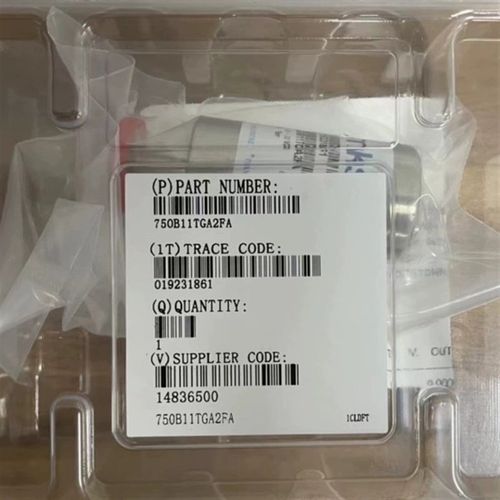 (P)PART NUMBER:
750B11TGA2FA
(1T)TRACE CODE:
019231861
(Q)QUANTITY:
1
(V)SUPPLIER CODE:
14836500
750B11TGA2FA
1CLDFT